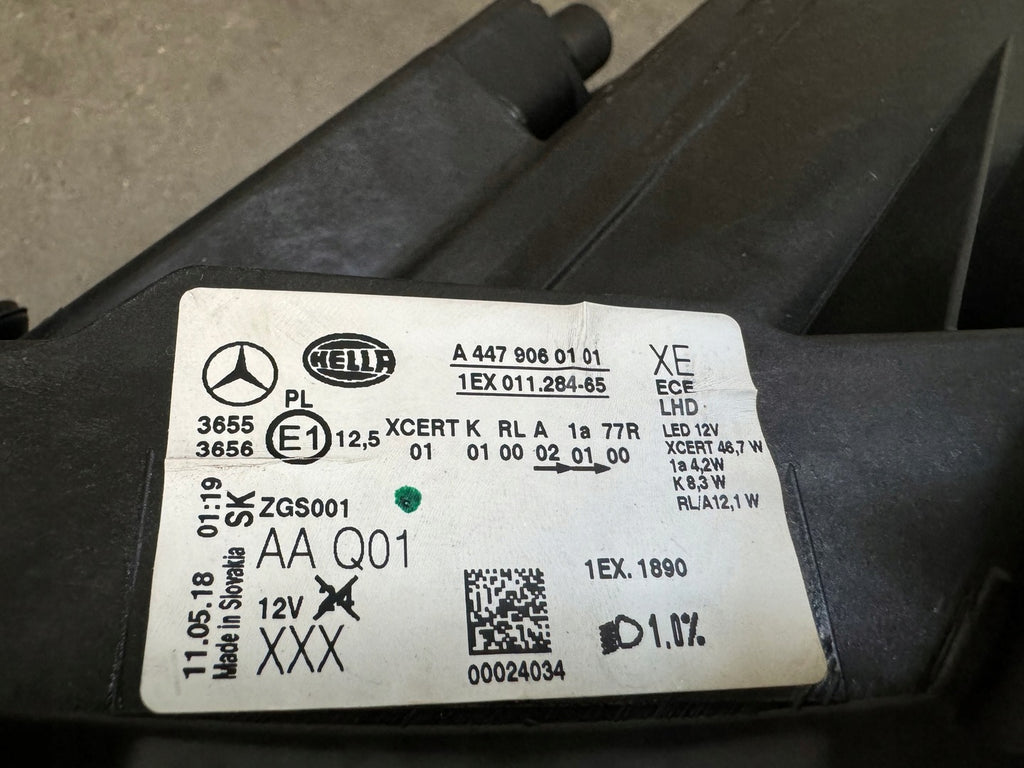 HELLA
A 447 906 01 01
1EX 011.284-65
XE
ECE
LHD
LED 12V
XCERT 46,7 W
1a 4,2W
K 8,3 W
RL/A12,1 W
PL
3655
3656
E1
12,5
XCERT K RL A 1a 77R
01 01 00 02 01 00
ZGS001
AA Q01
12V
XXX
11.05.18 01:19
Made in Slovakia SK
00024034
1EX. 1890
1,0%